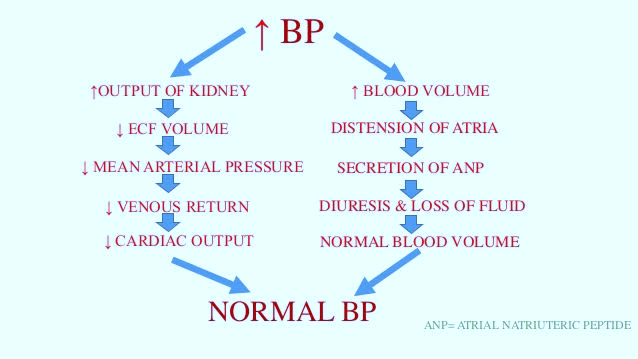 ↑ BP
↑OUTPUT OF KIDNEY
↓ ECF VOLUME
↓ MEAN ARTERIAL PRESSURE
↓ VENOUS RETURN
↓ CARDIAC OUTPUT
↑ BLOOD VOLUME
DISTENSION OF ATRIA
SECRETION OF ANP
DIURESIS & LOSS OF FLUID
NORMAL BLOOD VOLUME
NORMAL BP
ANP= ATRIAL NATRIUTERIC PEPTIDE